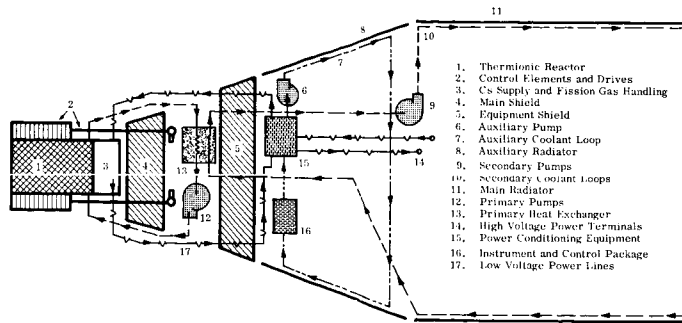 11
10
8
7
2
6
9
1
3
4
13
5
15
14
12
16
17
1. Thermionic Reactor
2. Control Elements and Drives
3. Cs Supply and Fission Gas Handling
4. Main Shield
5. Equipment Shield
6. Auxiliary Pump
7. Auxiliary Coolant Loop
8. Auxiliary Radiator
9. Secondary Pumps
10. Secondary Coolant Loops
11. Main Radiator
12. Primary Pumps
13. Primary Heat Exchanger
14. High Voltage Power Terminals
15. Power Conditioning Equipment
16. Instrument and Control Package
17. Low Voltage Power Lines